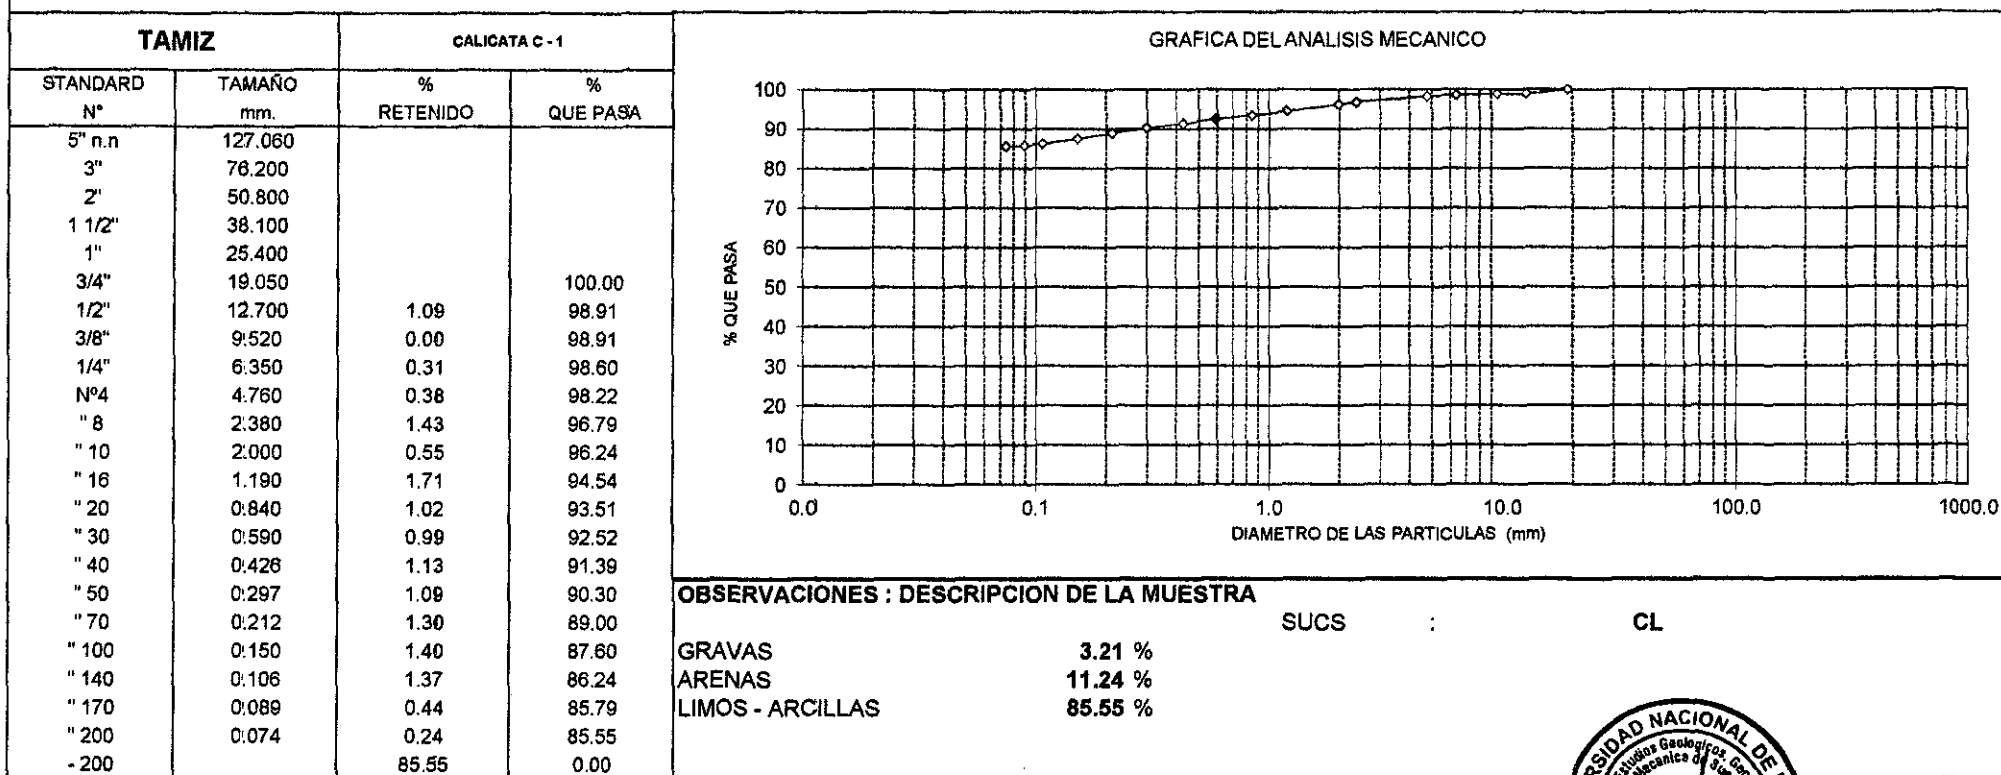 TAMIZ CALICATA C - 1
STANDARD TAMAÑO % %
N° mm. RETENIDO QUE PASA
5" n.n 127.060
3" 76.200
2" 50.800
1 1/2" 38.100
1" 25.400
3/4" 19.050 100.00
1/2" 12.700 1.09 98.91
3/8" 9.520 0.00 98.91
1/4" 6.350 0.31 98.60
Nº4 4.760 0.38 98.22
" 8 2.380 1.43 96.79
" 10 2.000 0.55 96.24
" 16 1.190 1.71 94.54
" 20 0.840 1.02 93.51
" 30 0.590 0.99 92.52
" 40 0.426 1.13 91.39
" 50 0.297 1.09 90.30
" 70 0.212 1.30 89.00
" 100 0.150 1.40 87.60
" 140 0.106 1.37 86.24
" 170 0.089 0.44 85.79
" 200 0.074 0.24 85.55
- 200 85.55 0.00
GRAFICA DEL ANALISIS MECANICO
% QUE PASA
100
90
80
70
60
50
40
30
20
10
0
0.0 0.1 1.0 10.0 100.0 1000.0
DIAMETRO DE LAS PARTICULAS (mm)
OBSERVACIONES : DESCRIPCION DE LA MUESTRA
SUCS : CL
GRAVAS 3.21 %
ARENAS 11.24 %
LIMOS - ARCILLAS 85.55 %
NACIONAL DE